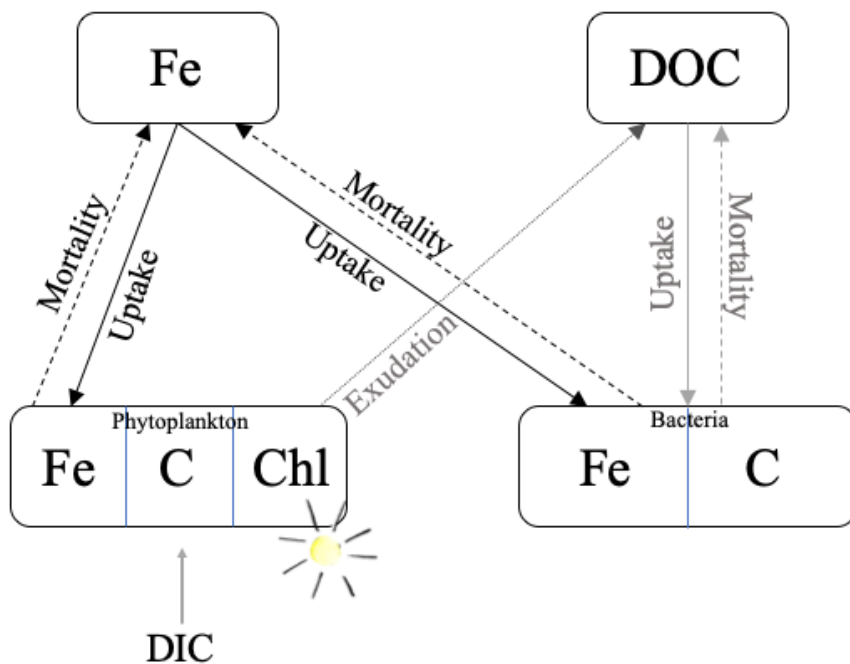 Fe
DOC
Mortality
Uptake
Mortality
Uptake
Exudation
Uptake
Mortality
Phytoplankton
Fe C Chl
Bacteria
Fe C
DIC